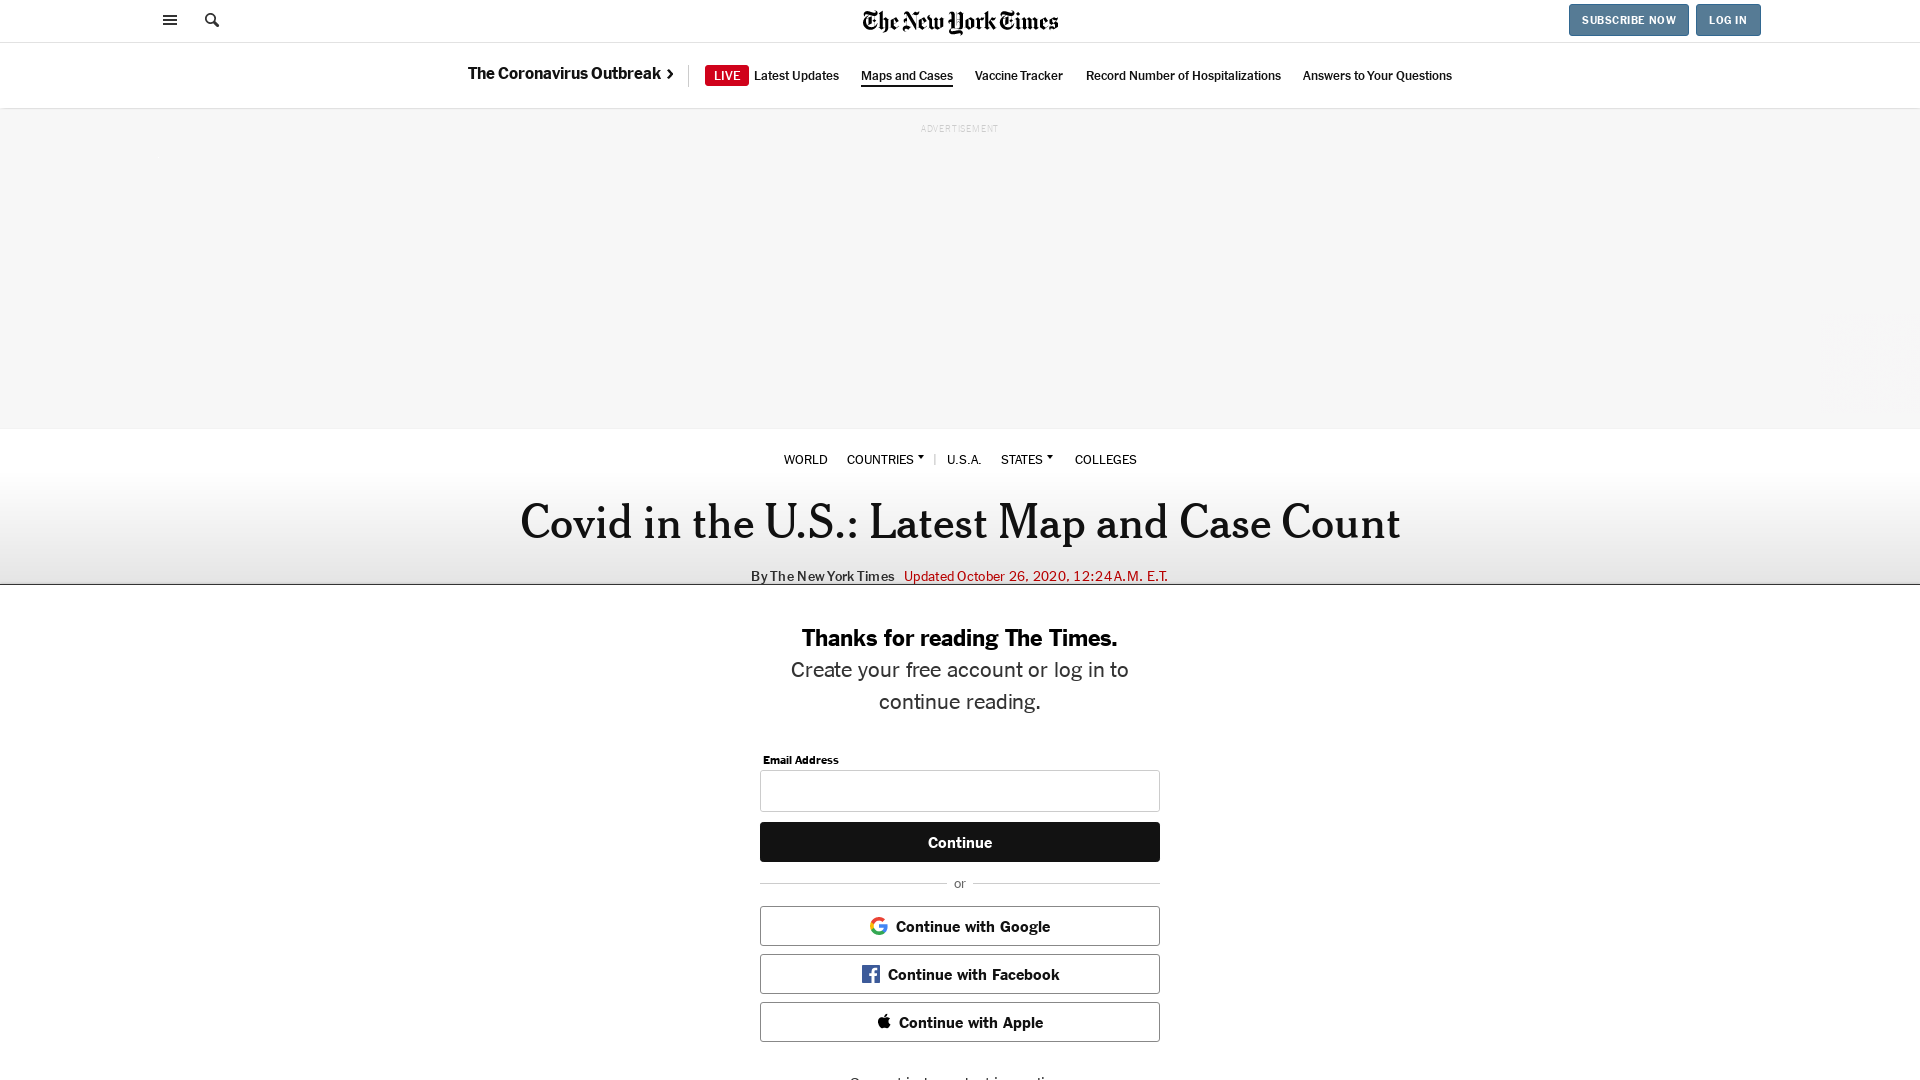 The New York Times
SUBSCRIBE NOW
LOG IN
The Coronavirus Outbreak
LIVE Latest Updates
Maps and Cases
Vaccine Tracker
Record Number of Hospitalizations
Answers to Your Questions
ADVERTISEMENT
WORLD COUNTRIES | U.S.A. STATES COLLEGES
Covid in the U.S.: Latest Map and Case Count
By The New York Times Updated October 26, 2020, 12:24 A.M. E.T.
Thanks for reading The Times.
Create your free account or log in to
continue reading.
Email Address
Continue
or
Continue with Google
Continue with Facebook
Continue with Apple